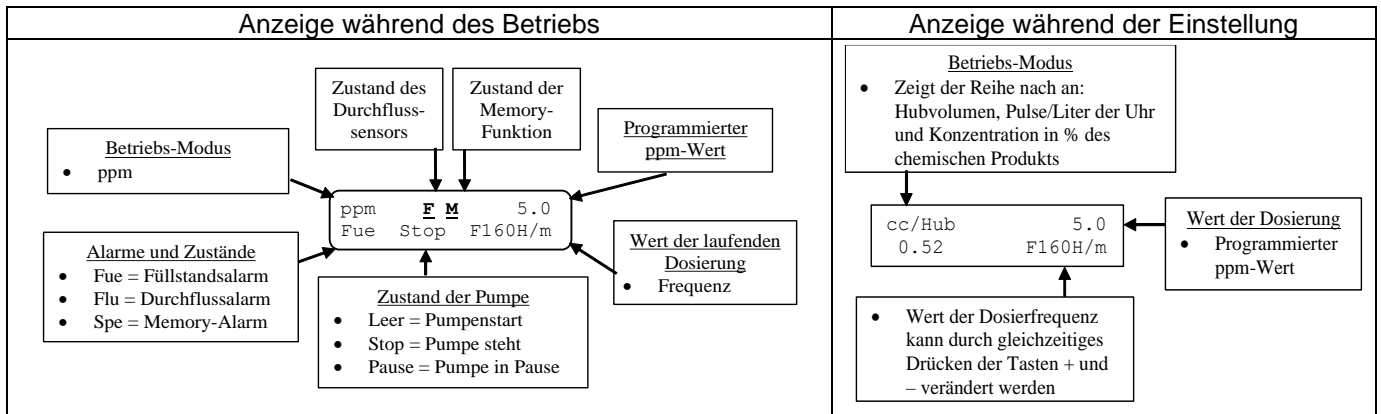 Anzeige während des Betriebs
Zustand des
Durchfluss-
sensors
Zustand der
Memory-
Funktion
Programmierter
ppm-Wert
Betriebs-Modus
• ppm
ppm F M 5.0
Fue Stop F160H/m
Alarme und Zustände
• Fue = Füllstandsalarm
• Flu = Durchflussalarm
• Spe = Memory-Alarm
Zustand der Pumpe
• Leer = Pumpenstart
• Stop = Pumpe steht
• Pause = Pumpe in Pause
Wert der laufenden
Dosierung
• Frequenz
Anzeige während der Einstellung
Betriebs-Modus
• Zeigt der Reihe nach an:
Hubvolumen, Pulse/Liter der Uhr
und Konzentration in % des
chemischen Produkts
cc/Hub 5.0
0.52 F160H/m
Wert der Dosierung
• Programmierter
ppm-Wert
• Wert der Dosierfrequenz
kann durch gleichzeitiges
Drücken der Tasten + und
– verändert werden